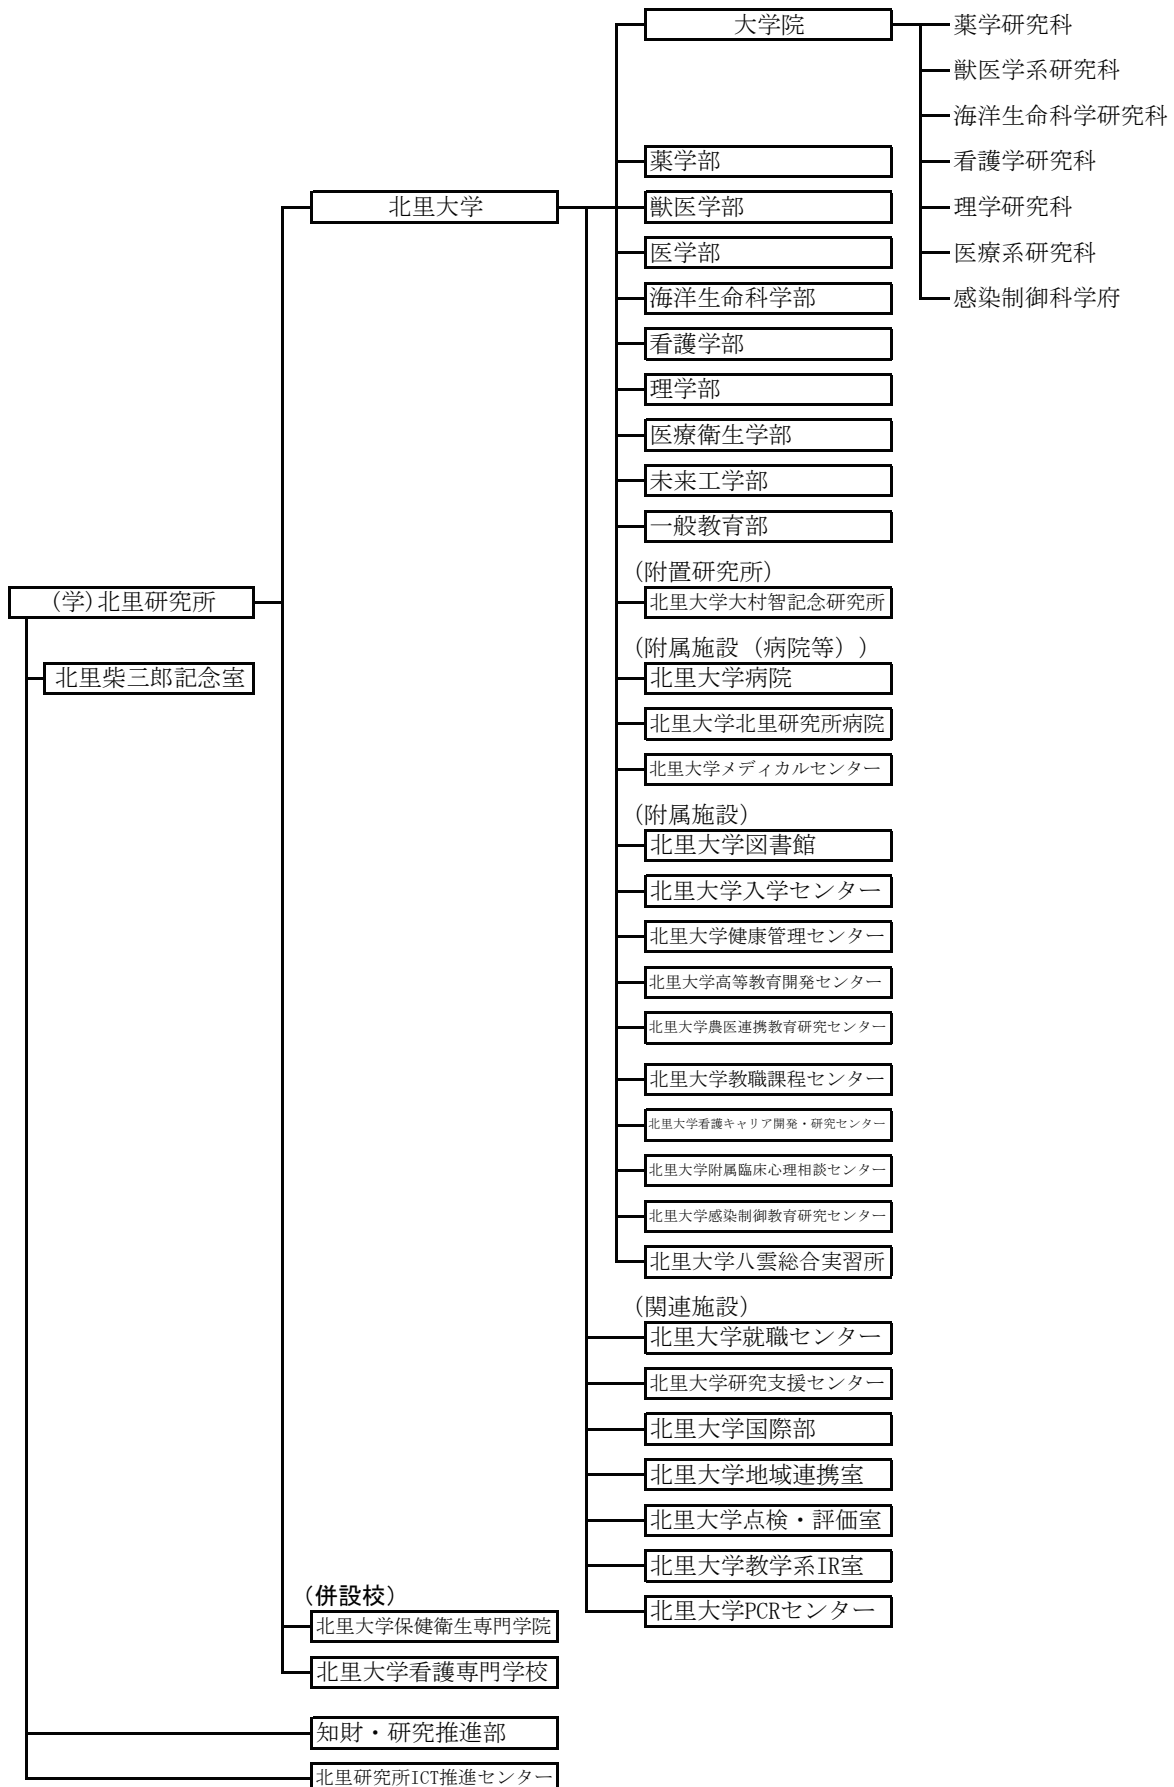 大学院
薬学研究科
獣医学系研究科
海洋生命科学研究科
薬学部
看護学研究科
北里大学
獣医学部
理学研究科
医学部
医療系研究科
海洋生命科学部
感染制御科学府
看護学部
理学部
医療衛生学部
未来工学部
一般教育部
(附置研究所)
(学)北里研究所
北里大学大村智記念研究所
(附属施設（病院等）)
北里柴三郎記念室
北里大学病院
北里大学北里研究所病院
北里大学メディカルセンター
(附属施設)
北里大学図書館
北里大学入学センター
北里大学健康管理センター
北里大学高等教育開発センター
北里大学農医連携教育研究センター
北里大学教職課程センター
北里大学看護キャリア開発・研究センター
北里大学附属臨床心理相談センター
北里大学感染制御教育研究センター
北里大学八雲総合実習所
(関連施設)
北里大学就職センター
北里大学研究支援センター
北里大学国際部
北里大学地域連携室
北里大学点検・評価室
北里大学教学系IR室
(併設校)
北里大学PCRセンター
北里大学保健衛生専門学院
北里大学看護専門学校
知財・研究推進部
北里研究所ICT推進センター